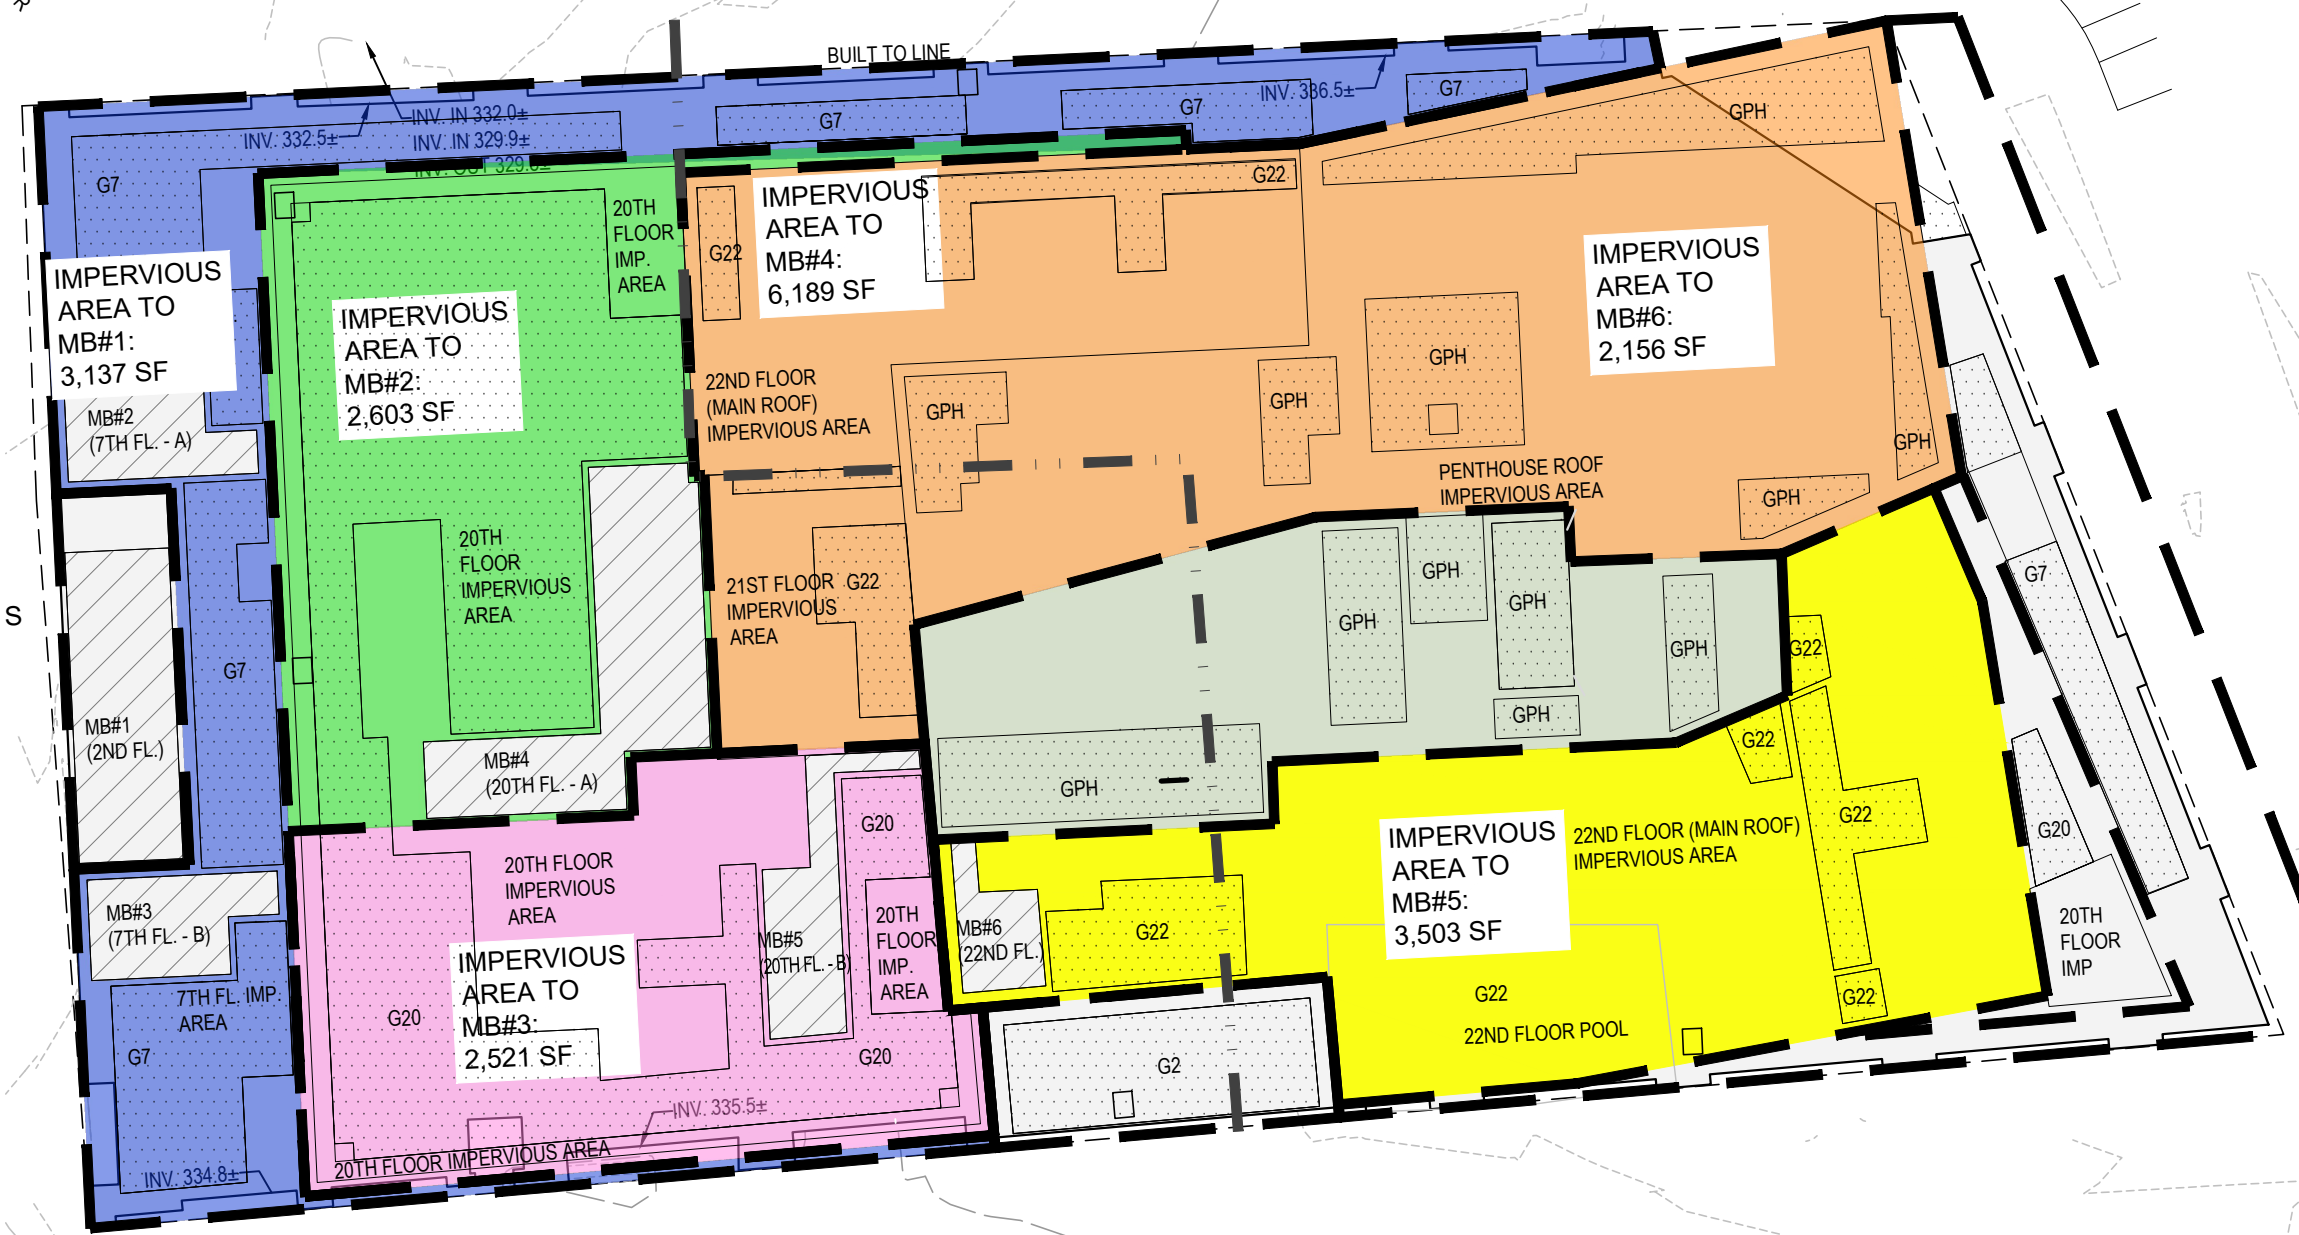 BUILT TO LINE
INV. IN 332.0±
INV. 332.5±
INV. IN 329.9±
INV. OUT 329.8±
INV. 336.5±
G7
G7
G7
G7
GPH
IMPERVIOUS
AREA TO
MB#1:
3,137 SF
IMPERVIOUS
AREA TO
MB#2:
2,603 SF
20TH
FLOOR
IMP.
AREA
G22
IMPERVIOUS
AREA TO
MB#4:
6,189 SF
G22
IMPERVIOUS
AREA TO
MB#6:
2,156 SF
MB#2
(7TH FL. - A)
22ND FLOOR
(MAIN ROOF)
IMPERVIOUS AREA
GPH
GPH
GPH
GPH
PENTHOUSE ROOF
IMPERVIOUS AREA
GPH
20TH
FLOOR
IMPERVIOUS
AREA
21ST FLOOR
IMPERVIOUS
AREA
G22
GPH
GPH
GPH
GPH
GPH
GPH
G22
G22
G22
G7
S
G7
MB#1
(2ND FL.)
MB#4
(20TH FL. - A)
20TH FLOOR
IMPERVIOUS
AREA
G20
20TH
FLOOR
IMP.
AREA
IMPERVIOUS
AREA TO
MB#5:
3,503 SF
22ND FLOOR (MAIN ROOF)
IMPERVIOUS AREA
G20
20TH
FLOOR
IMP
MB#3
(7TH FL. - B)
MB#5
(20TH FL. - B)
MB#6
(22ND FL.)
G22
7TH FL. IMP.
AREA
G7
G20
IMPERVIOUS
AREA TO
MB#3:
2,521 SF
G20
G2
G22
22ND FLOOR POOL
G22
INV. 335.5±
20TH FLOOR IMPERVIOUS AREA
INV. 334.8±